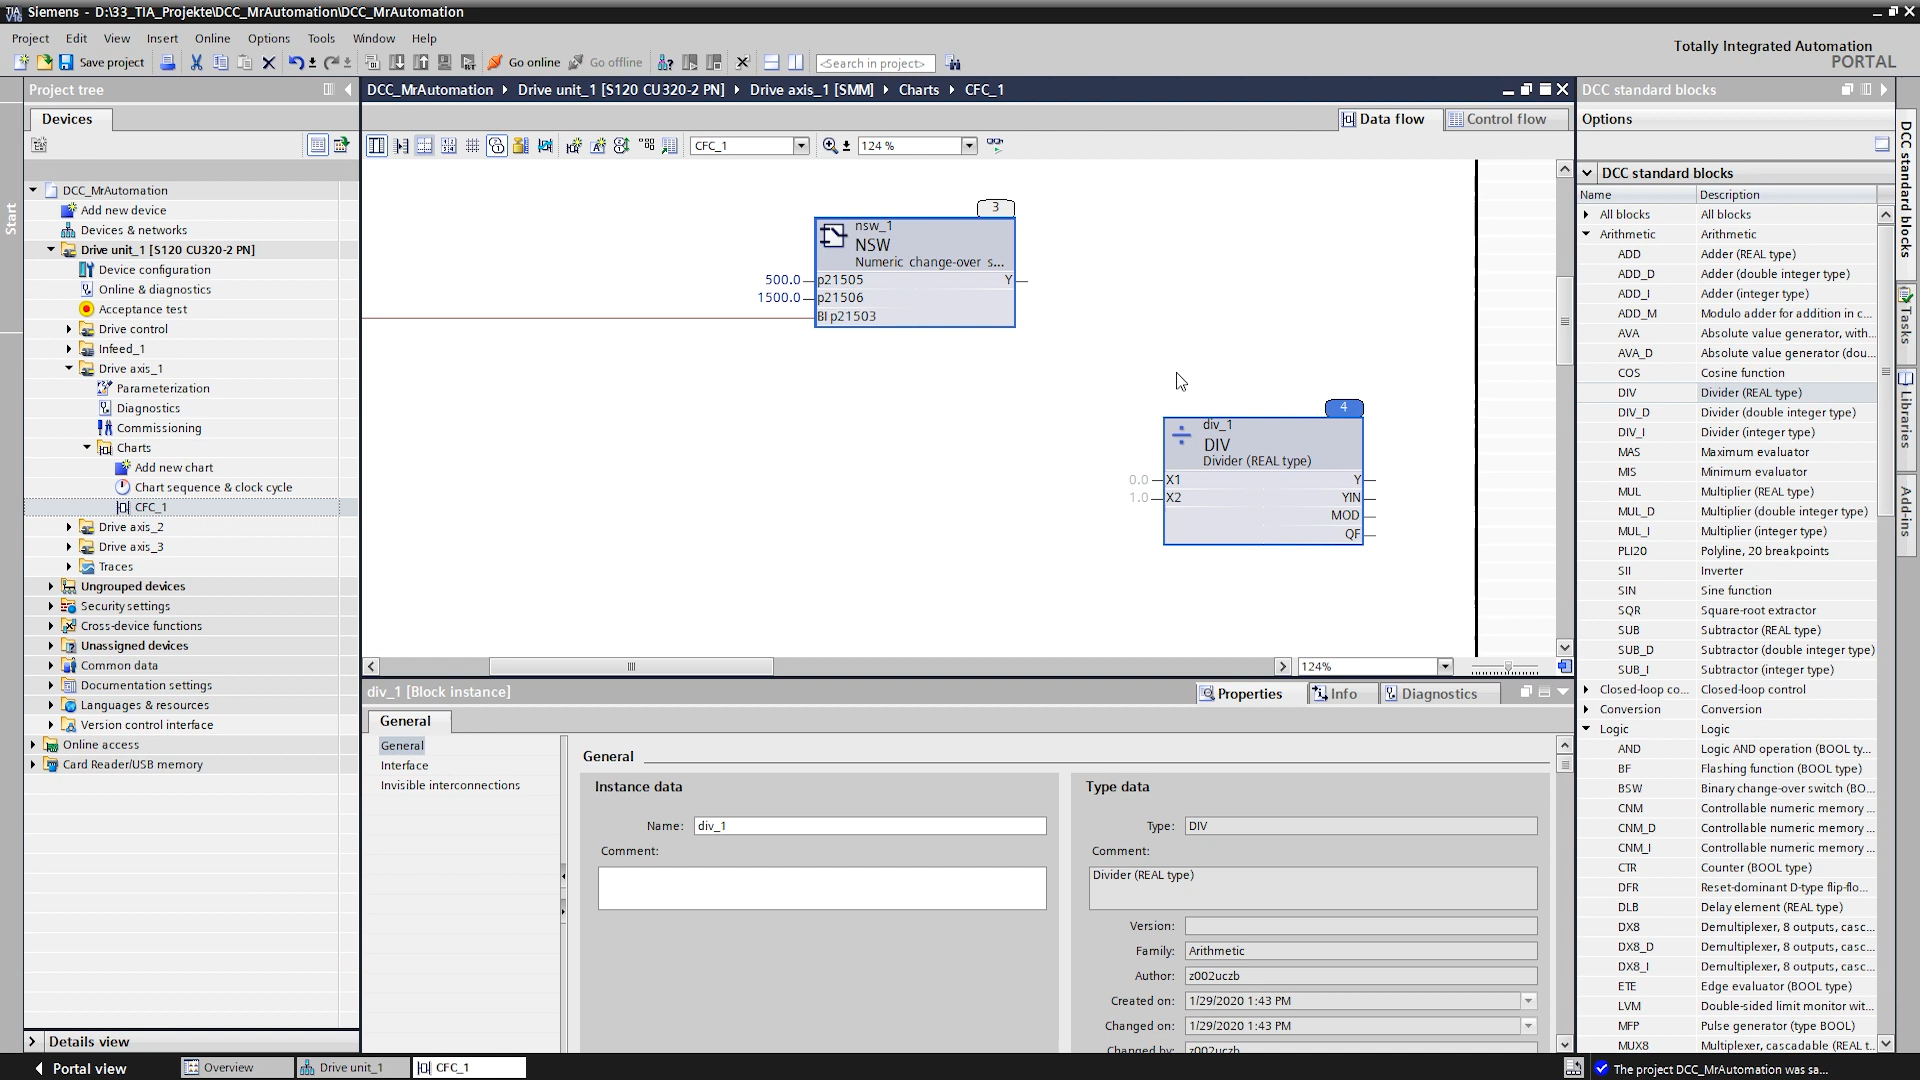 Siemens - D:\33_TIA_Projekte\DCC_MrAutomation\DCC_MrAutomation
Project Edit View Insert Online Options Tools Window Help
Totally Integrated Automation
PORTAL
Save project
Go online
Go offline
<Search in project>
Project tree
DCC_MrAutomation
Drive unit_1 [S120 CU320-2 PN]
Drive axis_1 [SMM]
Charts
CFC_1
DCC standard blocks
Devices
Data flow
Control flow
Options
CFC_1
124 %
Start
DCC_MrAutomation
Add new device
Devices & networks
Drive unit_1 [S120 CU320-2 PN]
Device configuration
Online & diagnostics
Acceptance test
Drive control
Infeed_1
Drive axis_1
Parameterization
Diagnostics
Commissioning
Charts
Add new chart
Chart sequence & clock cycle
CFC_1
Drive axis_2
Drive axis_3
Traces
Ungrouped devices
Security settings
Cross-device functions
Unassigned devices
Common data
Documentation settings
Languages & resources
Version control interface
Online access
Card Reader/USB memory
Details view
3
nsw_1
NSW
Numeric change-over s...
500.0 p21505 Y
1500.0 p21506
BI p21503
4
div_1
DIV
Divider (REAL type)
0.0 X1 Y
1.0 X2 YIN
MOD
QF
124%
div_1 [Block instance]
Properties
Info
Diagnostics
General
General
Interface
Invisible interconnections
General
Instance data
Name: div_1
Comment:
Type data
Type: DIV
Comment:
Divider (REAL type)
Version:
Family: Arithmetic
Author: z002uczb
Created on: 1/29/2020 1:43 PM
Changed on: 1/29/2020 1:43 PM
Changed by: z002uczb
DCC standard blocks
Name Description
All blocks All blocks
Arithmetic Arithmetic
ADD Adder (REAL type)
ADD_D Adder (double integer type)
ADD_I Adder (integer type)
ADD_M Modulo adder for addition in c...
AVA Absolute value generator, with...
AVA_D Absolute value generator (dou...
COS Cosine function
DIV Divider (REAL type)
DIV_D Divider (double integer type)
DIV_I Divider (integer type)
MAS Maximum evaluator
MIS Minimum evaluator
MUL Multiplier (REAL type)
MUL_D Multiplier (double integer type)
MUL_I Multiplier (integer type)
PLI20 Polyline, 20 breakpoints
SII Inverter
SIN Sine function
SQR Square-root extractor
SUB Subtractor (REAL type)
SUB_D Subtractor (double integer type)
SUB_I Subtractor (integer type)
Closed-loop co... Closed-loop control
Conversion Conversion
Logic Logic
AND Logic AND operation (BOOL ty...
BF Flashing function (BOOL type)
BSW Binary change-over switch (BO...
CNM Controllable numeric memory ...
CNM_D Controllable numeric memory ...
CNM_I Controllable numeric memory ...
CTR Counter (BOOL type)
DFR Reset-dominant D-type flip-flo...
DLB Delay element (REAL type)
DX8 Demultiplexer, 8 outputs, casc...
DX8_D Demultiplexer, 8 outputs, casc...
DX8_I Demultiplexer, 8 outputs, casc...
ETE Edge evaluator (BOOL type)
LVM Double-sided limit monitor wit...
MFP Pulse generator (type BOOL)
MUX8 Multiplexer, cascadable (REAL t...
DCC standard blocks
Tasks
Libraries
Add-ins
Portal view
Overview
Drive unit_1
CFC_1
The project DCC_MrAutomation was sa...